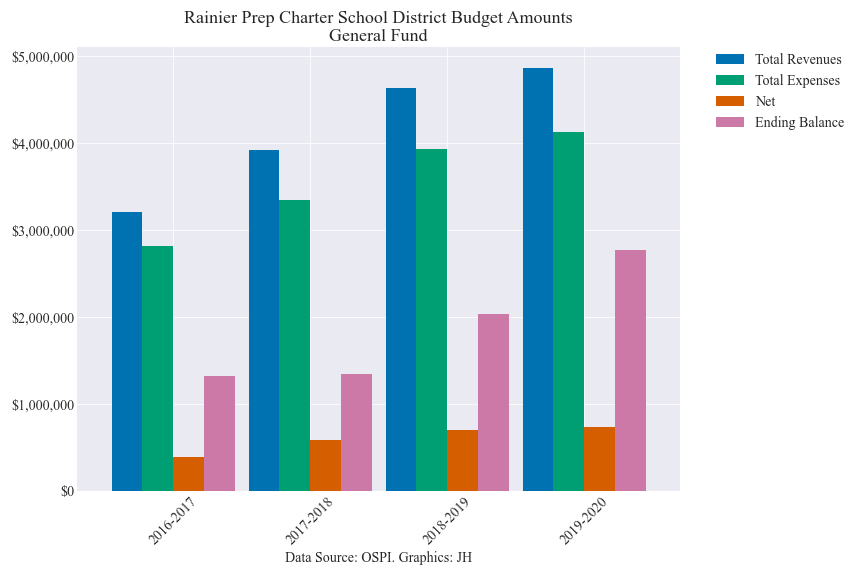 Rainier Prep Charter School District Budget Amounts
General Fund
Total Revenues
Total Expenses
Net
Ending Balance
$5,000,000
$4,000,000
$3,000,000
$2,000,000
$1,000,000
$0
2016-2017
2017-2018
2018-2019
2019-2020
Data Source: OSPI. Graphics: JH